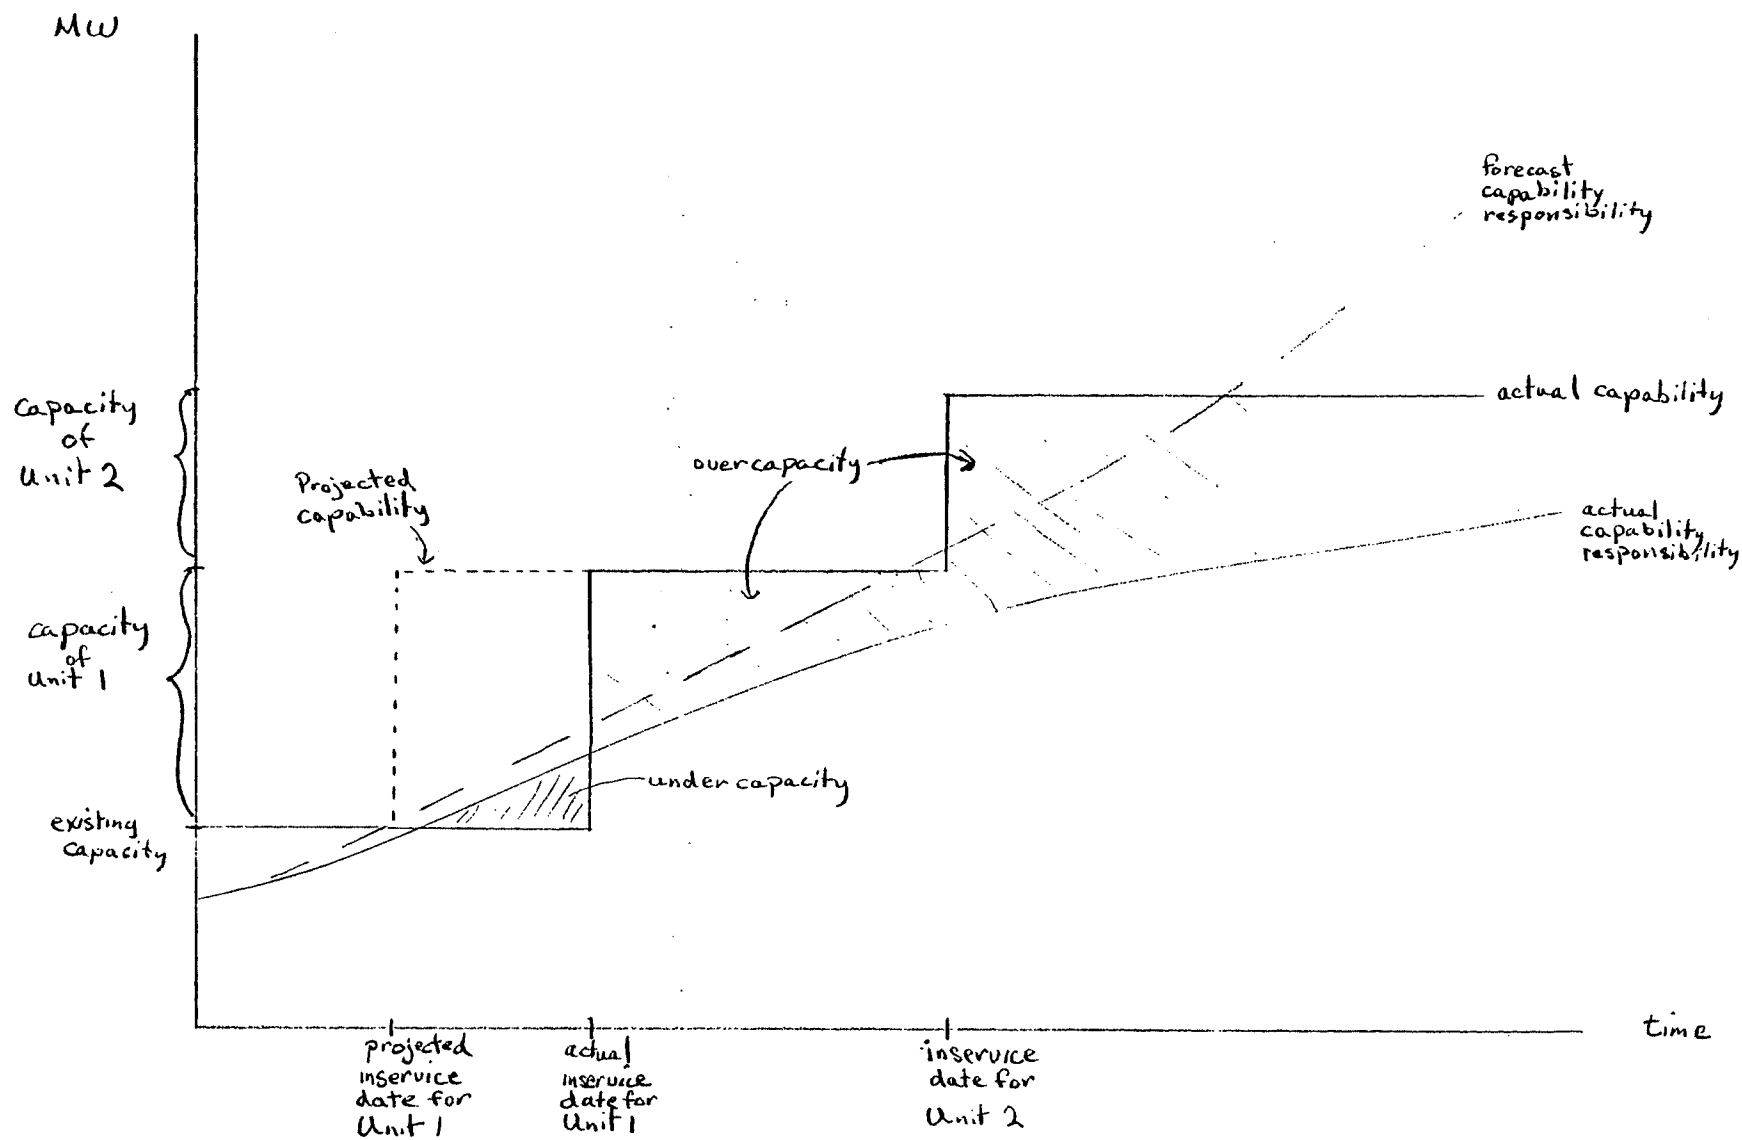 MW
forecast
capability
responsibility
actual capability
capacity
of
Unit 2
overcapacity
Projected
capability
actual
capability
responsibility
capacity
of
Unit 1
under capacity
existing
capacity
time
projected
inservice
date for
Unit 1
actual
inservice
date for
Unit 1
inservice
date for
Unit 2